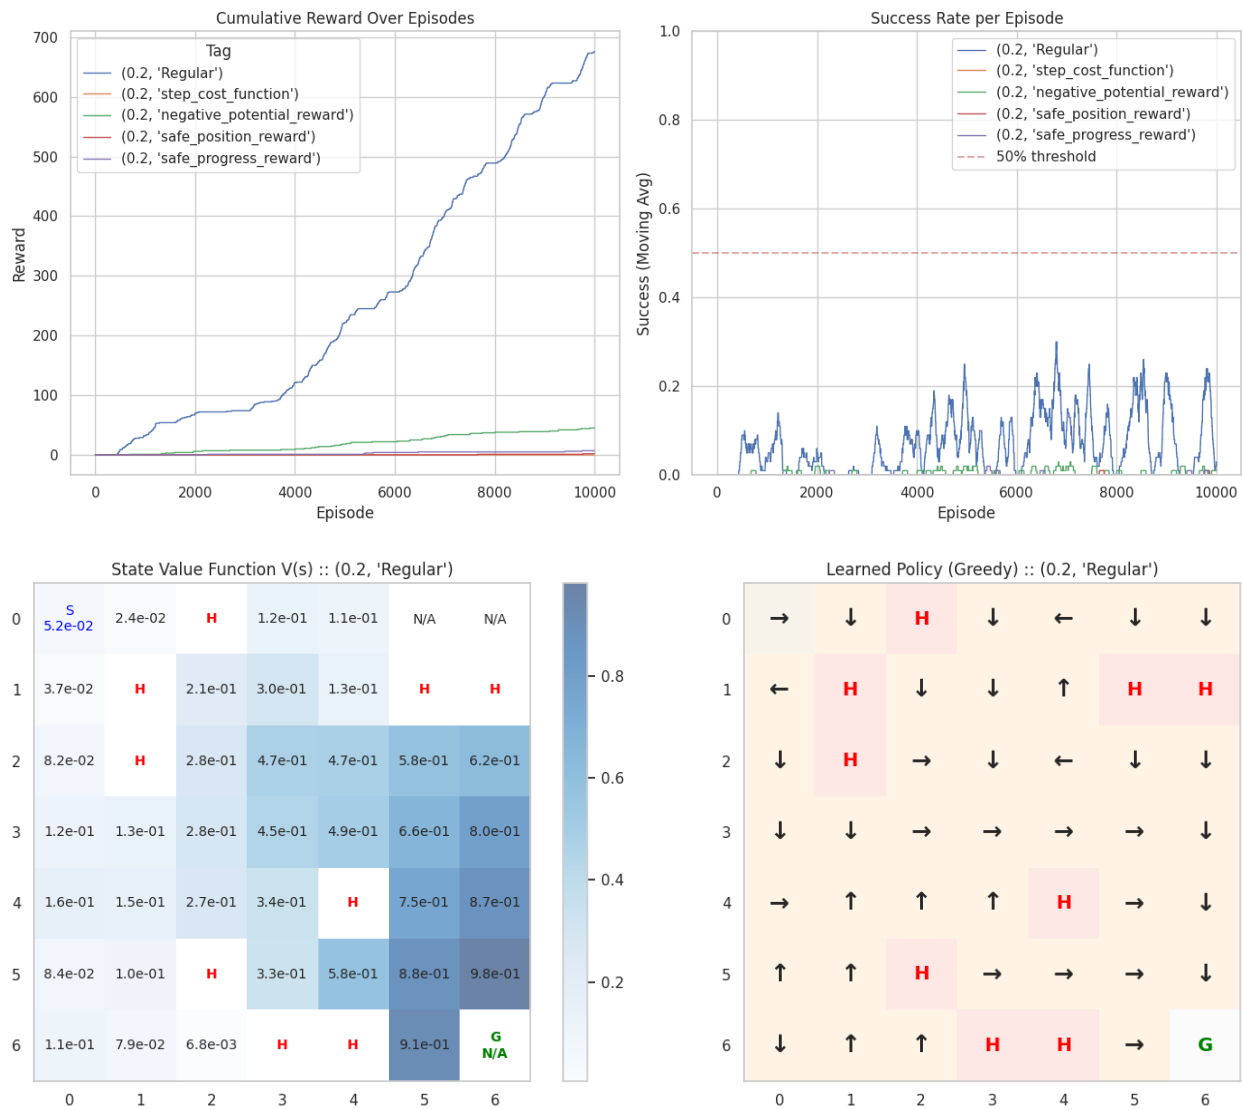 Cumulative Reward Over Episodes
Reward
700
600
500
400
300
200
100
0
Tag
(0.2, 'Regular')
(0.2, 'step_cost_function')
(0.2, 'negative_potential_reward')
(0.2, 'safe_position_reward')
(0.2, 'safe_progress_reward')
0 2000 4000 6000 8000 10000
Episode
Success Rate per Episode
Success (Moving Avg)
1.0
0.8
0.6
0.4
0.2
0.0
(0.2, 'Regular')
(0.2, 'step_cost_function')
(0.2, 'negative_potential_reward')
(0.2, 'safe_position_reward')
(0.2, 'safe_progress_reward')
50% threshold
0 2000 4000 6000 8000 10000
Episode
State Value Function V(s) :: (0.2, 'Regular')
S
0 5.2e-02 2.4e-02 H 1.2e-01 1.1e-01 N/A N/A
1 3.7e-02 H 2.1e-01 3.0e-01 1.3e-01 H H
2 8.2e-02 H 2.8e-01 4.7e-01 4.7e-01 5.8e-01 6.2e-01
3 1.2e-01 1.3e-01 2.8e-01 4.5e-01 4.9e-01 6.6e-01 8.0e-01
4 1.6e-01 1.5e-01 2.7e-01 3.4e-01 H 7.5e-01 8.7e-01
5 8.4e-02 1.0e-01 H 3.3e-01 5.8e-01 8.8e-01 9.8e-01
6 1.1e-01 7.9e-02 6.8e-03 H H 9.1e-01 G
N/A
0 1 2 3 4 5 6
0.8
0.6
0.4
0.2
Learned Policy (Greedy) :: (0.2, 'Regular')
0 → ↓ H ↓ ← ↓ ↓
1 ← H ↓ ↓ ↑ H H
2 ↓ H → ↓ ← ↓ ↓
3 ↓ ↓ → → → → ↓
4 → ↑ ↑ ↑ H → ↓
5 ↑ ↑ H → → → ↓
6 ↓ ↑ ↑ H H → G
0 1 2 3 4 5 6